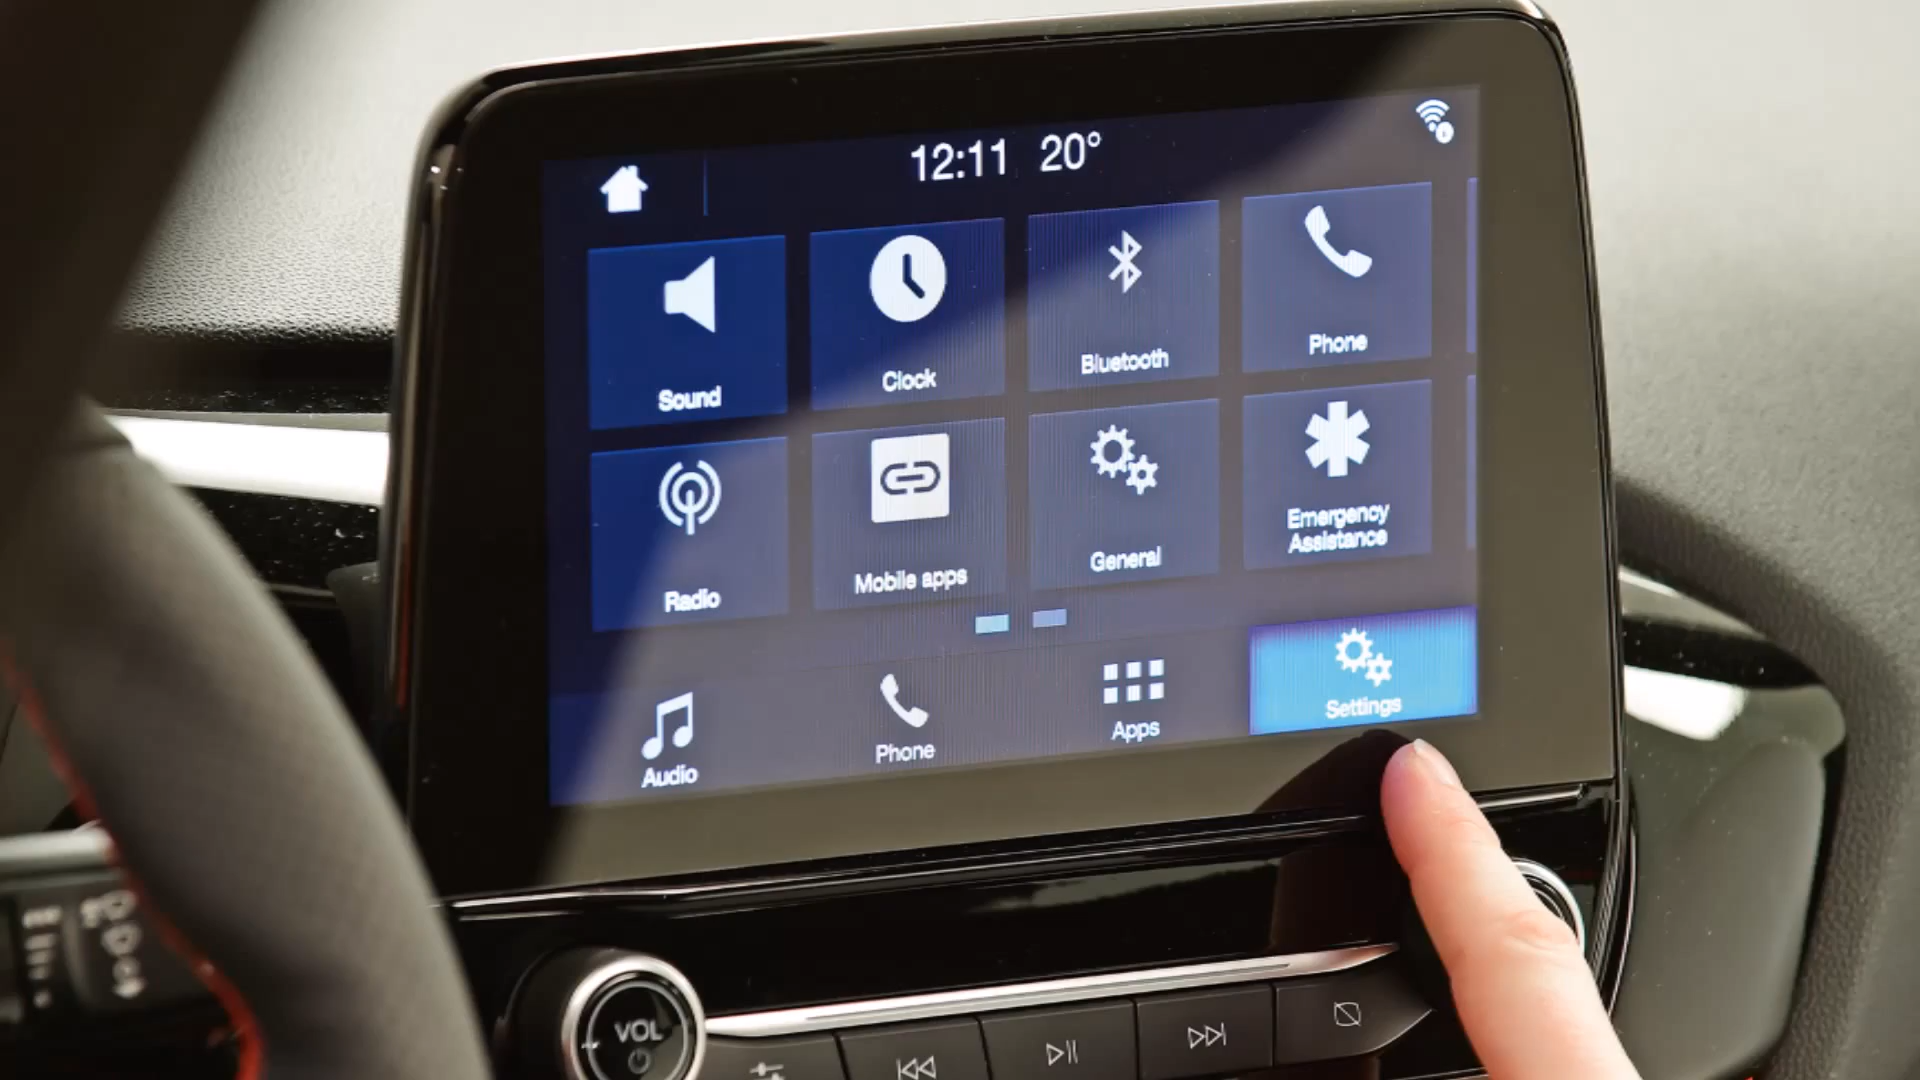 12:11 20°
Sound
Clock
Bluetooth
Phone
Radio
Mobile apps
General
Emergency
Assistance
Audio
Phone
Apps
Settings
VOL